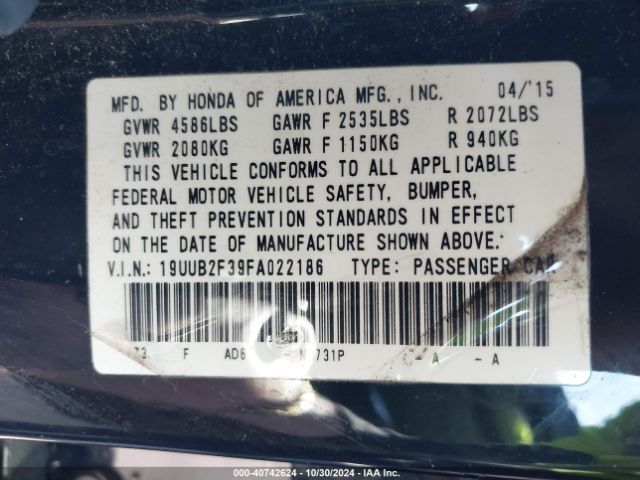 MFD. BY HONDA OF AMERICA MFG., INC. 04/'15
GVWR 4586LBS GAWR F 2535LBS R 2072LBS
GVWR 2080KG GAWR F 1150KG R 940KG
THIS VEHICLE CONFORMS TO ALL APPLICABLE
FEDERAL MOTOR VEHICLE SAFETY, BUMPER,
AND THEFT PREVENTION STANDARDS IN EFFECT
ON THE DATE OF MANUFACTURE SHOWN ABOVE.
V.I.N.: 19UUB2F39FA022186 TYPE: PASSENGER CAR
F -A -A
000-40742624 - 10/30/2024 - IAA Inc.